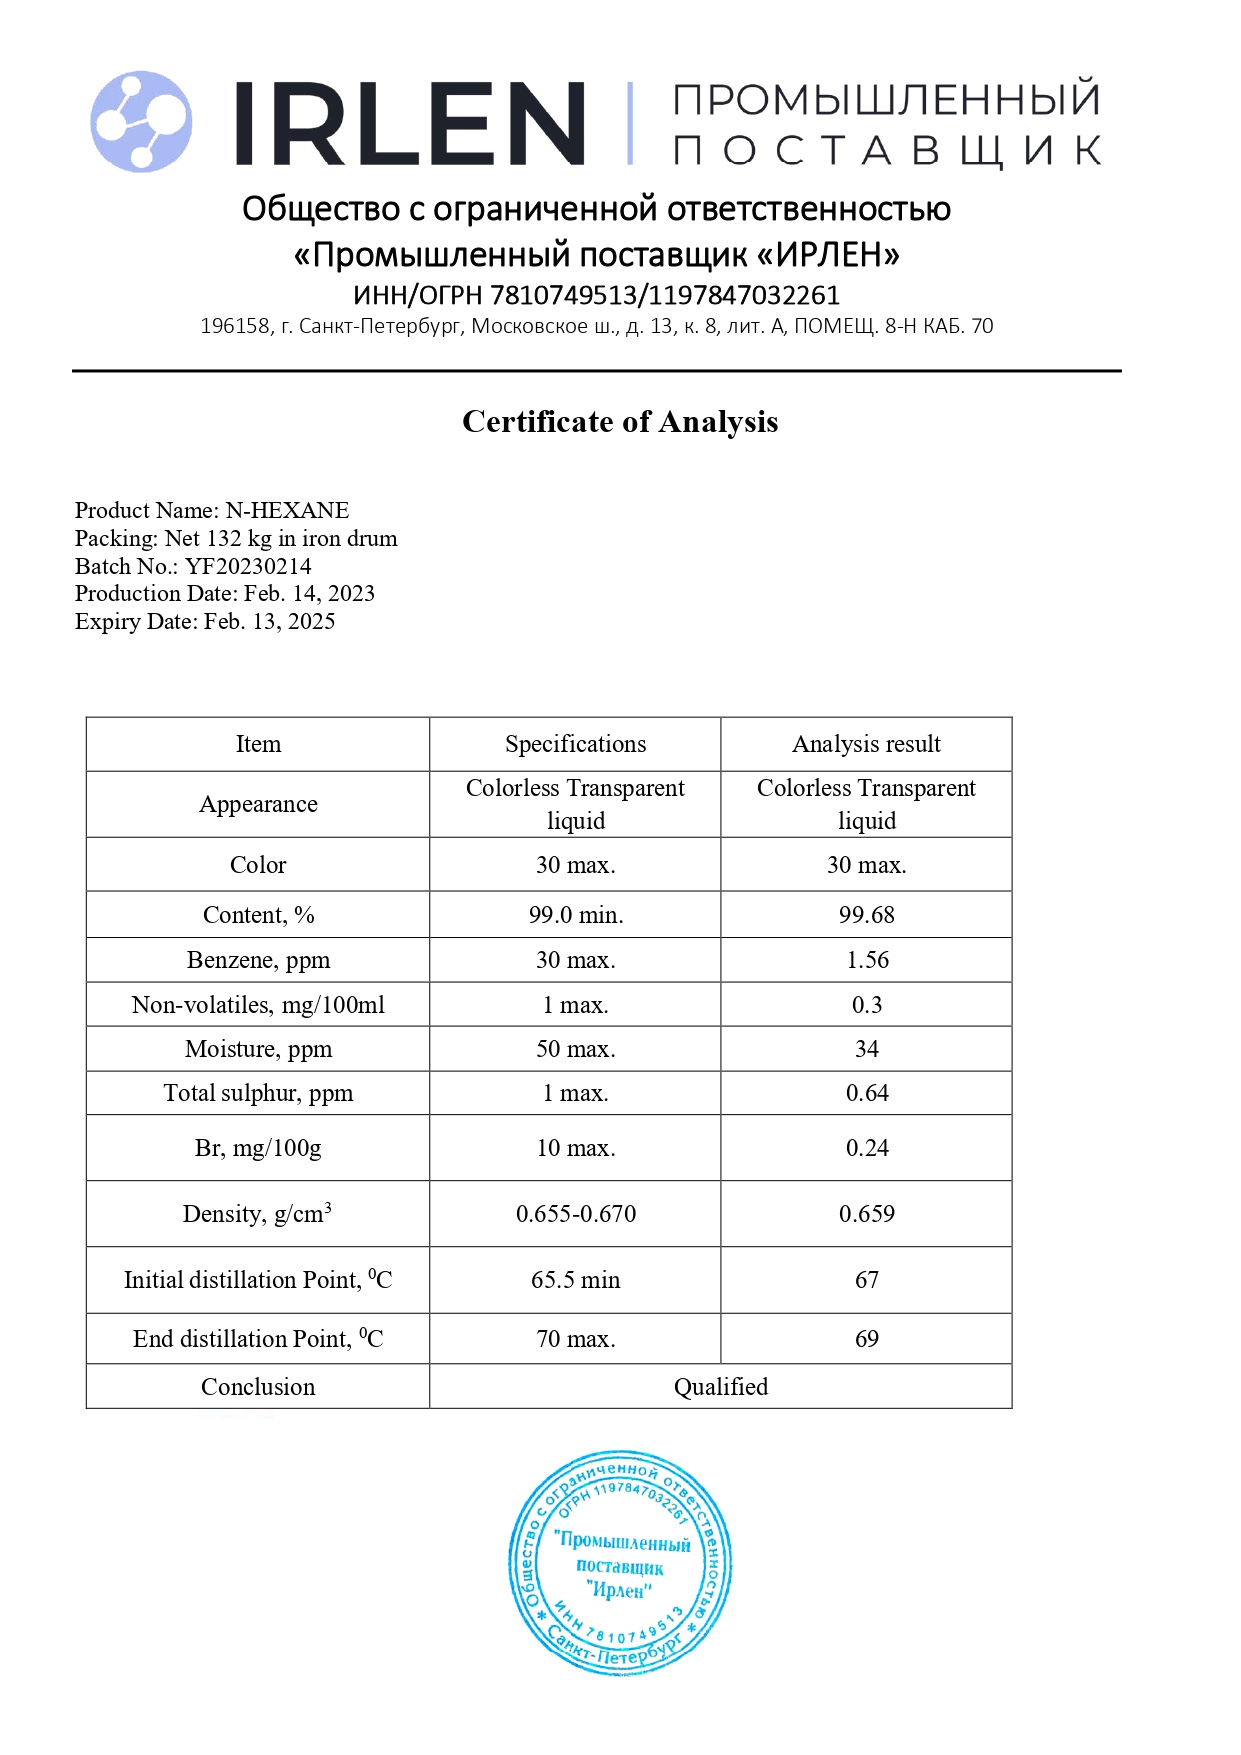 IRLEN
ПРОМЫШЛЕННЫЙ
ПОСТАВЩИК
Общество с ограниченной ответственностью
«Промышленный поставщик «ИРЛЕН»
ИНН/ОГРН 7810749513/1197847032261
196158, г. Санкт-Петербург, Московское ш., д. 13, к. 8, лит. А, ПОМЕЩ. 8-Н КАБ. 70
Certificate of Analysis
Product Name: N-HEXANE
Packing: Net 132 kg in iron drum
Batch No.: YF20230214
Production Date: Feb. 14, 2023
Expiry Date: Feb. 13, 2025
Item Specifications Analysis result
Appearance Colorless Transparent liquid Colorless Transparent liquid
Color 30 max. 30 max.
Content, % 99.0 min. 99.68
Benzene, ppm 30 max. 1.56
Non-volatiles, mg/100ml 1 max. 0.3
Moisture, ppm 50 max. 34
Total sulphur, ppm 1 max. 0.64
Br, mg/100g 10 max. 0.24
Density, g/cm³ 0.655-0.670 0.659
Initial distillation Point, ⁰C 65.5 min 67
End distillation Point, ⁰C 70 max. 69
Conclusion Qualified
Общество с ограниченной ответственностью
ОГРН 1197847032261
"Промышленный
поставщик
"Ирлен"
ИНН 7810749513
* Санкт-Петербург *